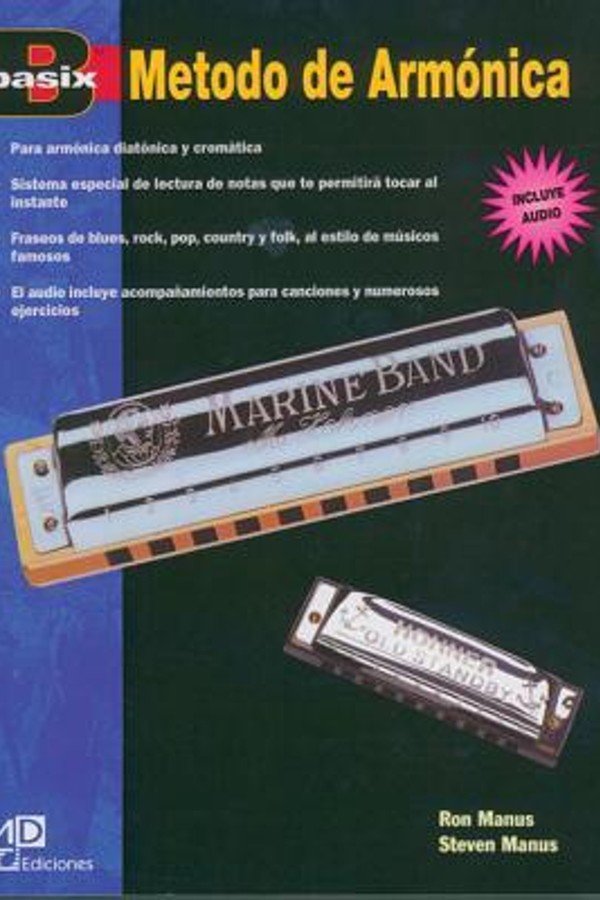 basix
B
Metodo de Armónica
Para armónica diatónica y cromática
Sistema especial de lectura de notas que te permitirá tocar al
instante
INCLUYE
AUDIO
Fraseos de blues, rock, pop, country y folk, al estilo de músicos
famosos
El audio incluye acompañamientos para canciones y numerosos
ejercicios
MARINE BAND
M. Hohner
HOHNER
OLD STANDBY
Ron Manus
Steven Manus
MD
Ediciones